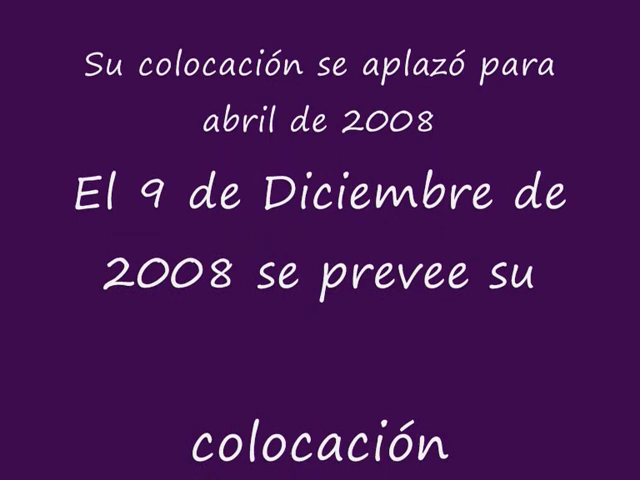 Su colocación se aplazó para
abril de 2008
El 9 de Diciembre de
2008 se prevee su
colocación